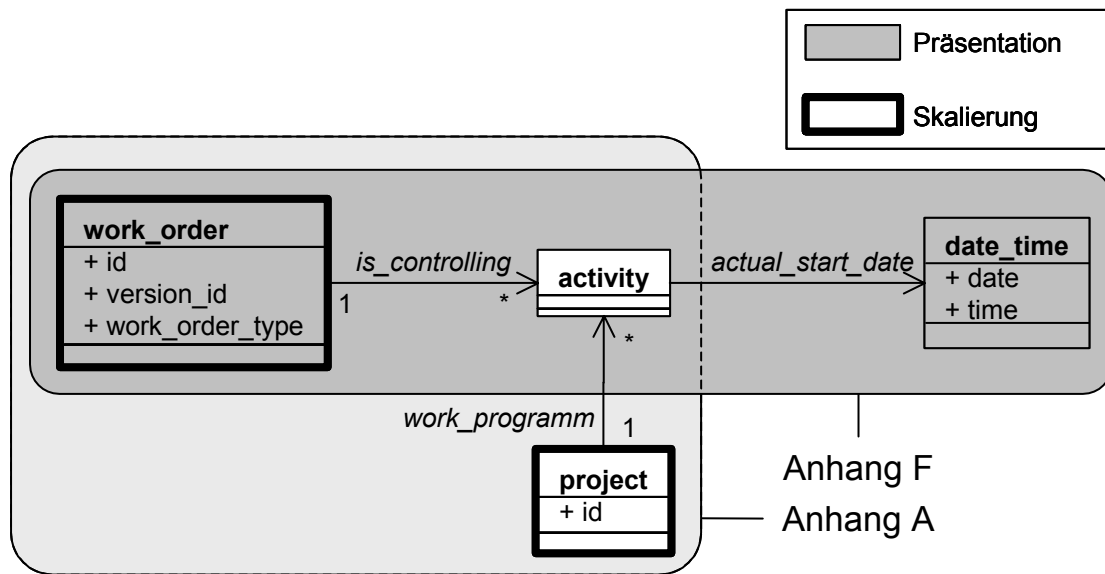 Präsentation
Skalierung
work_order
+ id
+ version_id
+ work_order_type
is_controlling
1
*
activity
actual_start_date
date_time
+ date
+ time
*
work_programm
1
project
+ id
Anhang F
Anhang A